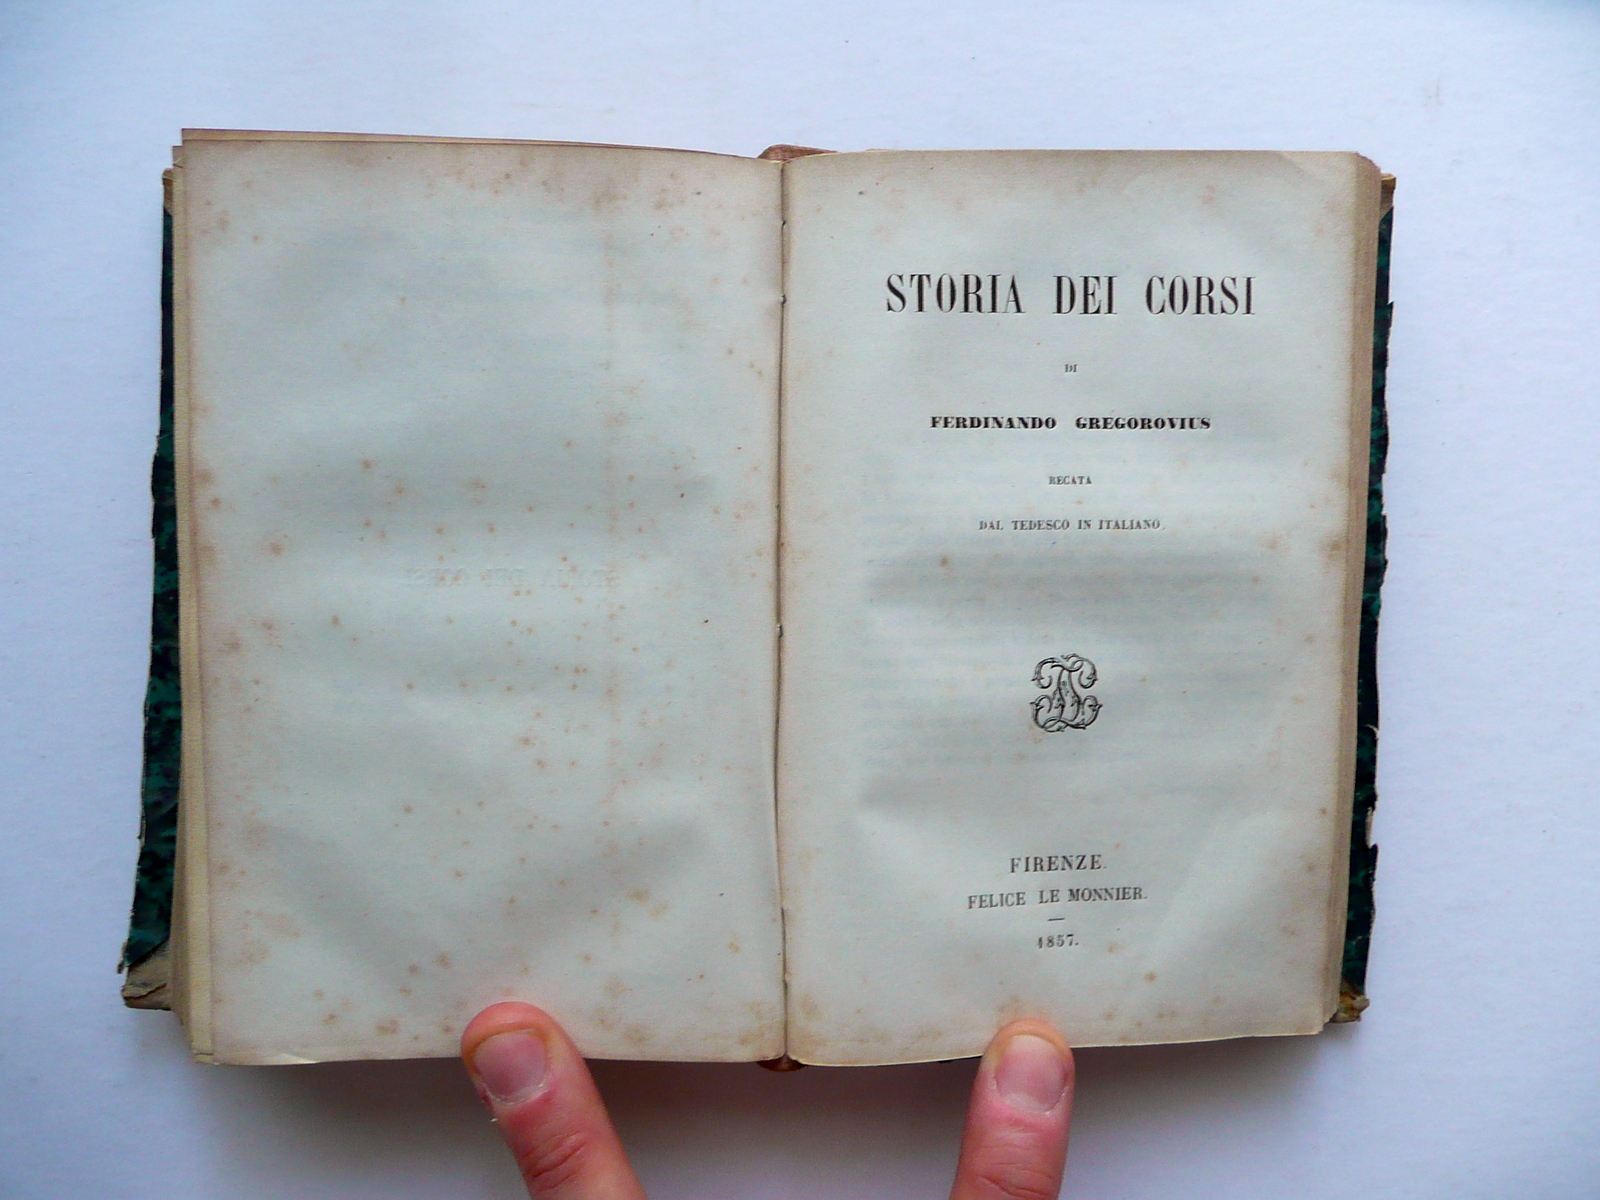 STORIA DEI CORSI
DI
FERDINANDO GREGOROVIUS
RECATA
DAL TEDESCO IN ITALIANO.
FIRENZE.
FELICE LE MONNIER.
—
1857.